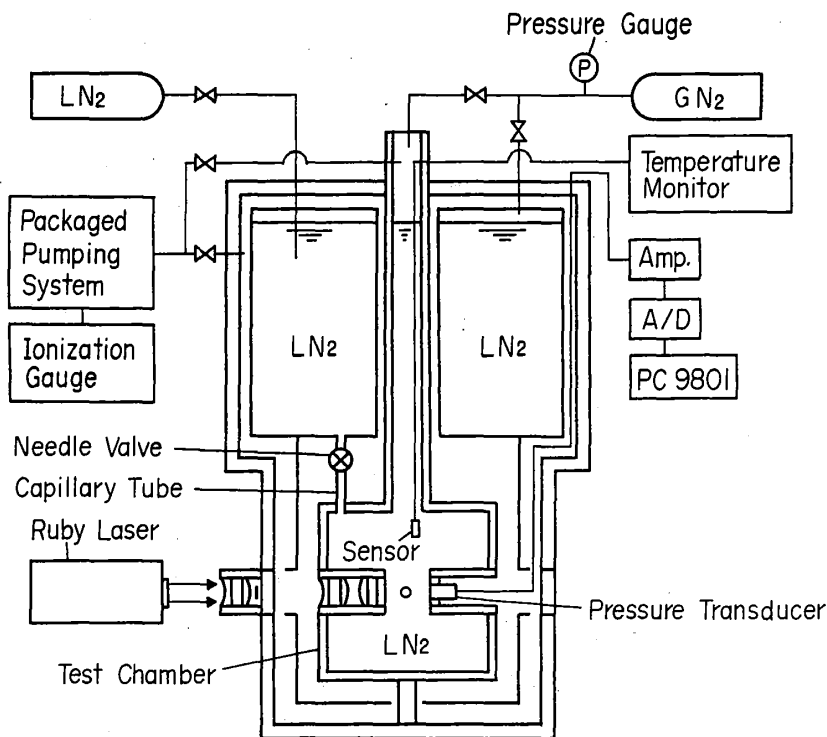 Pressure Gauge
P
LN2
GN2
Temperature
Monitor
Packaged
Pumping
System
Amp.
A/D
LN2
LN2
Ionization
Gauge
PC 9801
Needle Valve
Capillary Tube
Ruby Laser
Sensor
Pressure Transducer
LN2
Test Chamber